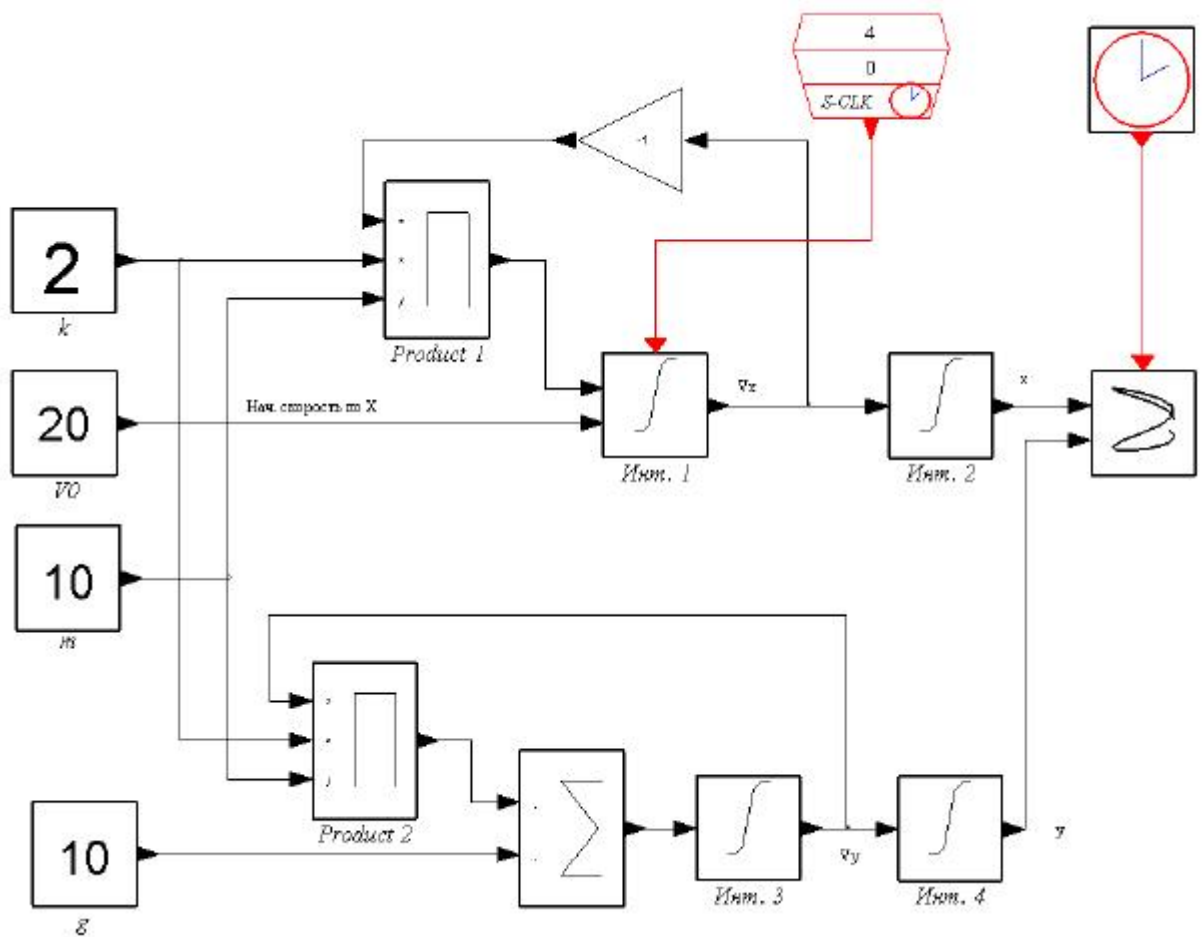 4
0
S-CLK
-1
2
k
Product 1
Vx
x
20
V0
Нач. скорость по X
Инт. 1
Инт. 2
10
m
Product 2
10
g
Инт. 3
Vy
Инт. 4
y